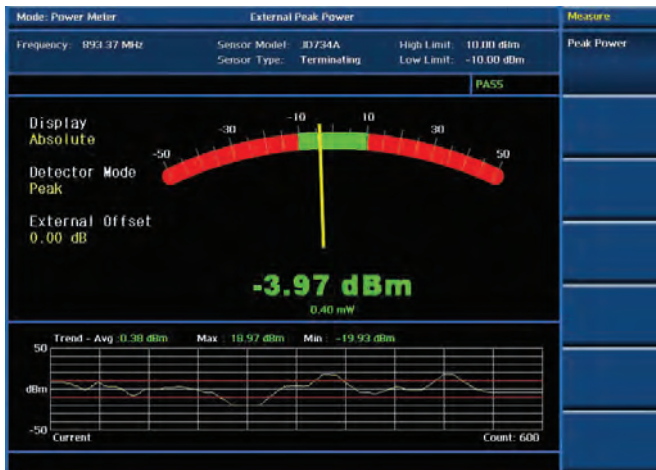 Mode: Power Meter
External Peak Power
Measure
Frequency: 893.37 MHz
Sensor Model: JD734A
High Limit: 10.00 dBm
Peak Power
Sensor Type: Terminating
Low Limit: -10.00 dBm
PASS
Display
Absolute
Detector Mode
Peak
External Offset
0.00 dB
-50
-30
-10
10
30
50
-3.97 dBm
0.40 mW
Trend - Avg :0.38 dBm Max : 18.97 dBm Min : -19.93 dBm
50
dBm
-50
Current
Count: 600